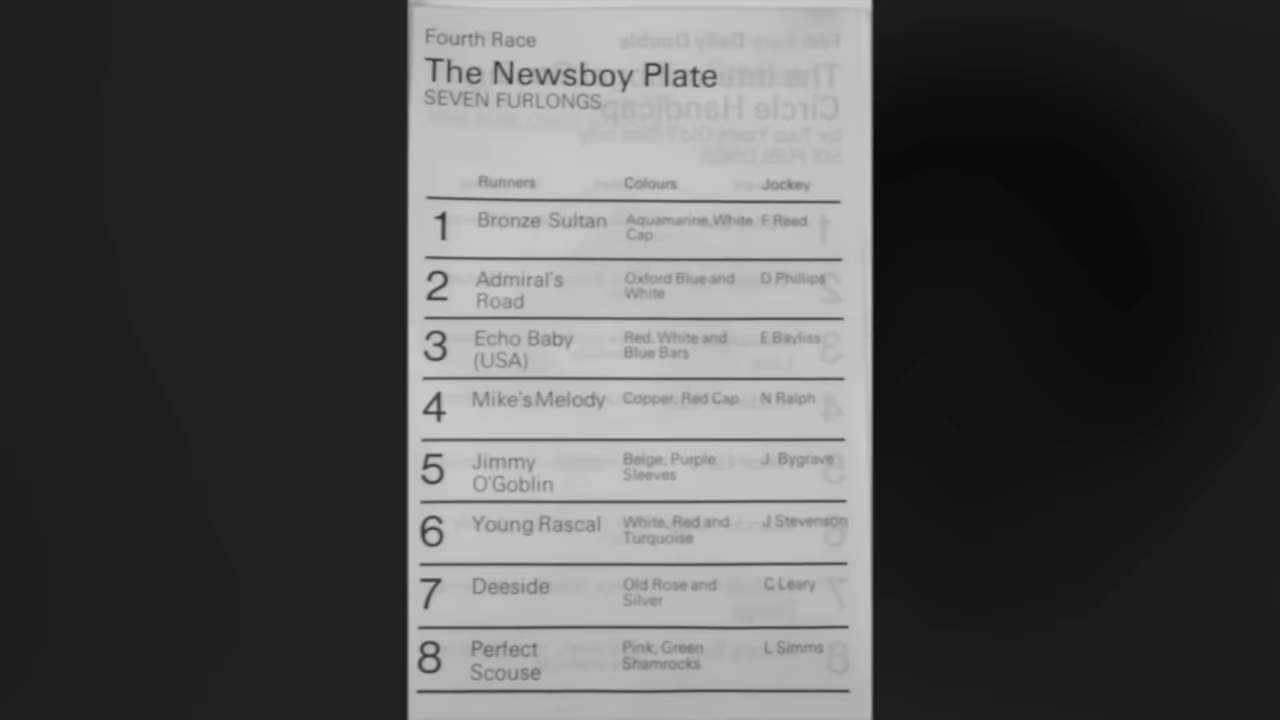 Fourth Race
The Newsboy Plate
SEVEN FURLONGS
Runners Colours Jockey
1 Bronze Sultan Aquamarine, White Cap F Reed
2 Admiral's Road Oxford Blue and White D Phillips
3 Echo Baby (USA) Red, White and Blue Bars E Bayliss
4 Mike's Melody Copper, Red Cap N Ralph
5 Jimmy O'Goblin Beige, Purple Sleeves J. Bygrave
6 Young Rascal White, Red and Turquoise J Stevenson
7 Deeside Old Rose and Silver C Leary
8 Perfect Scouse Pink, Green Shamrocks L Simms